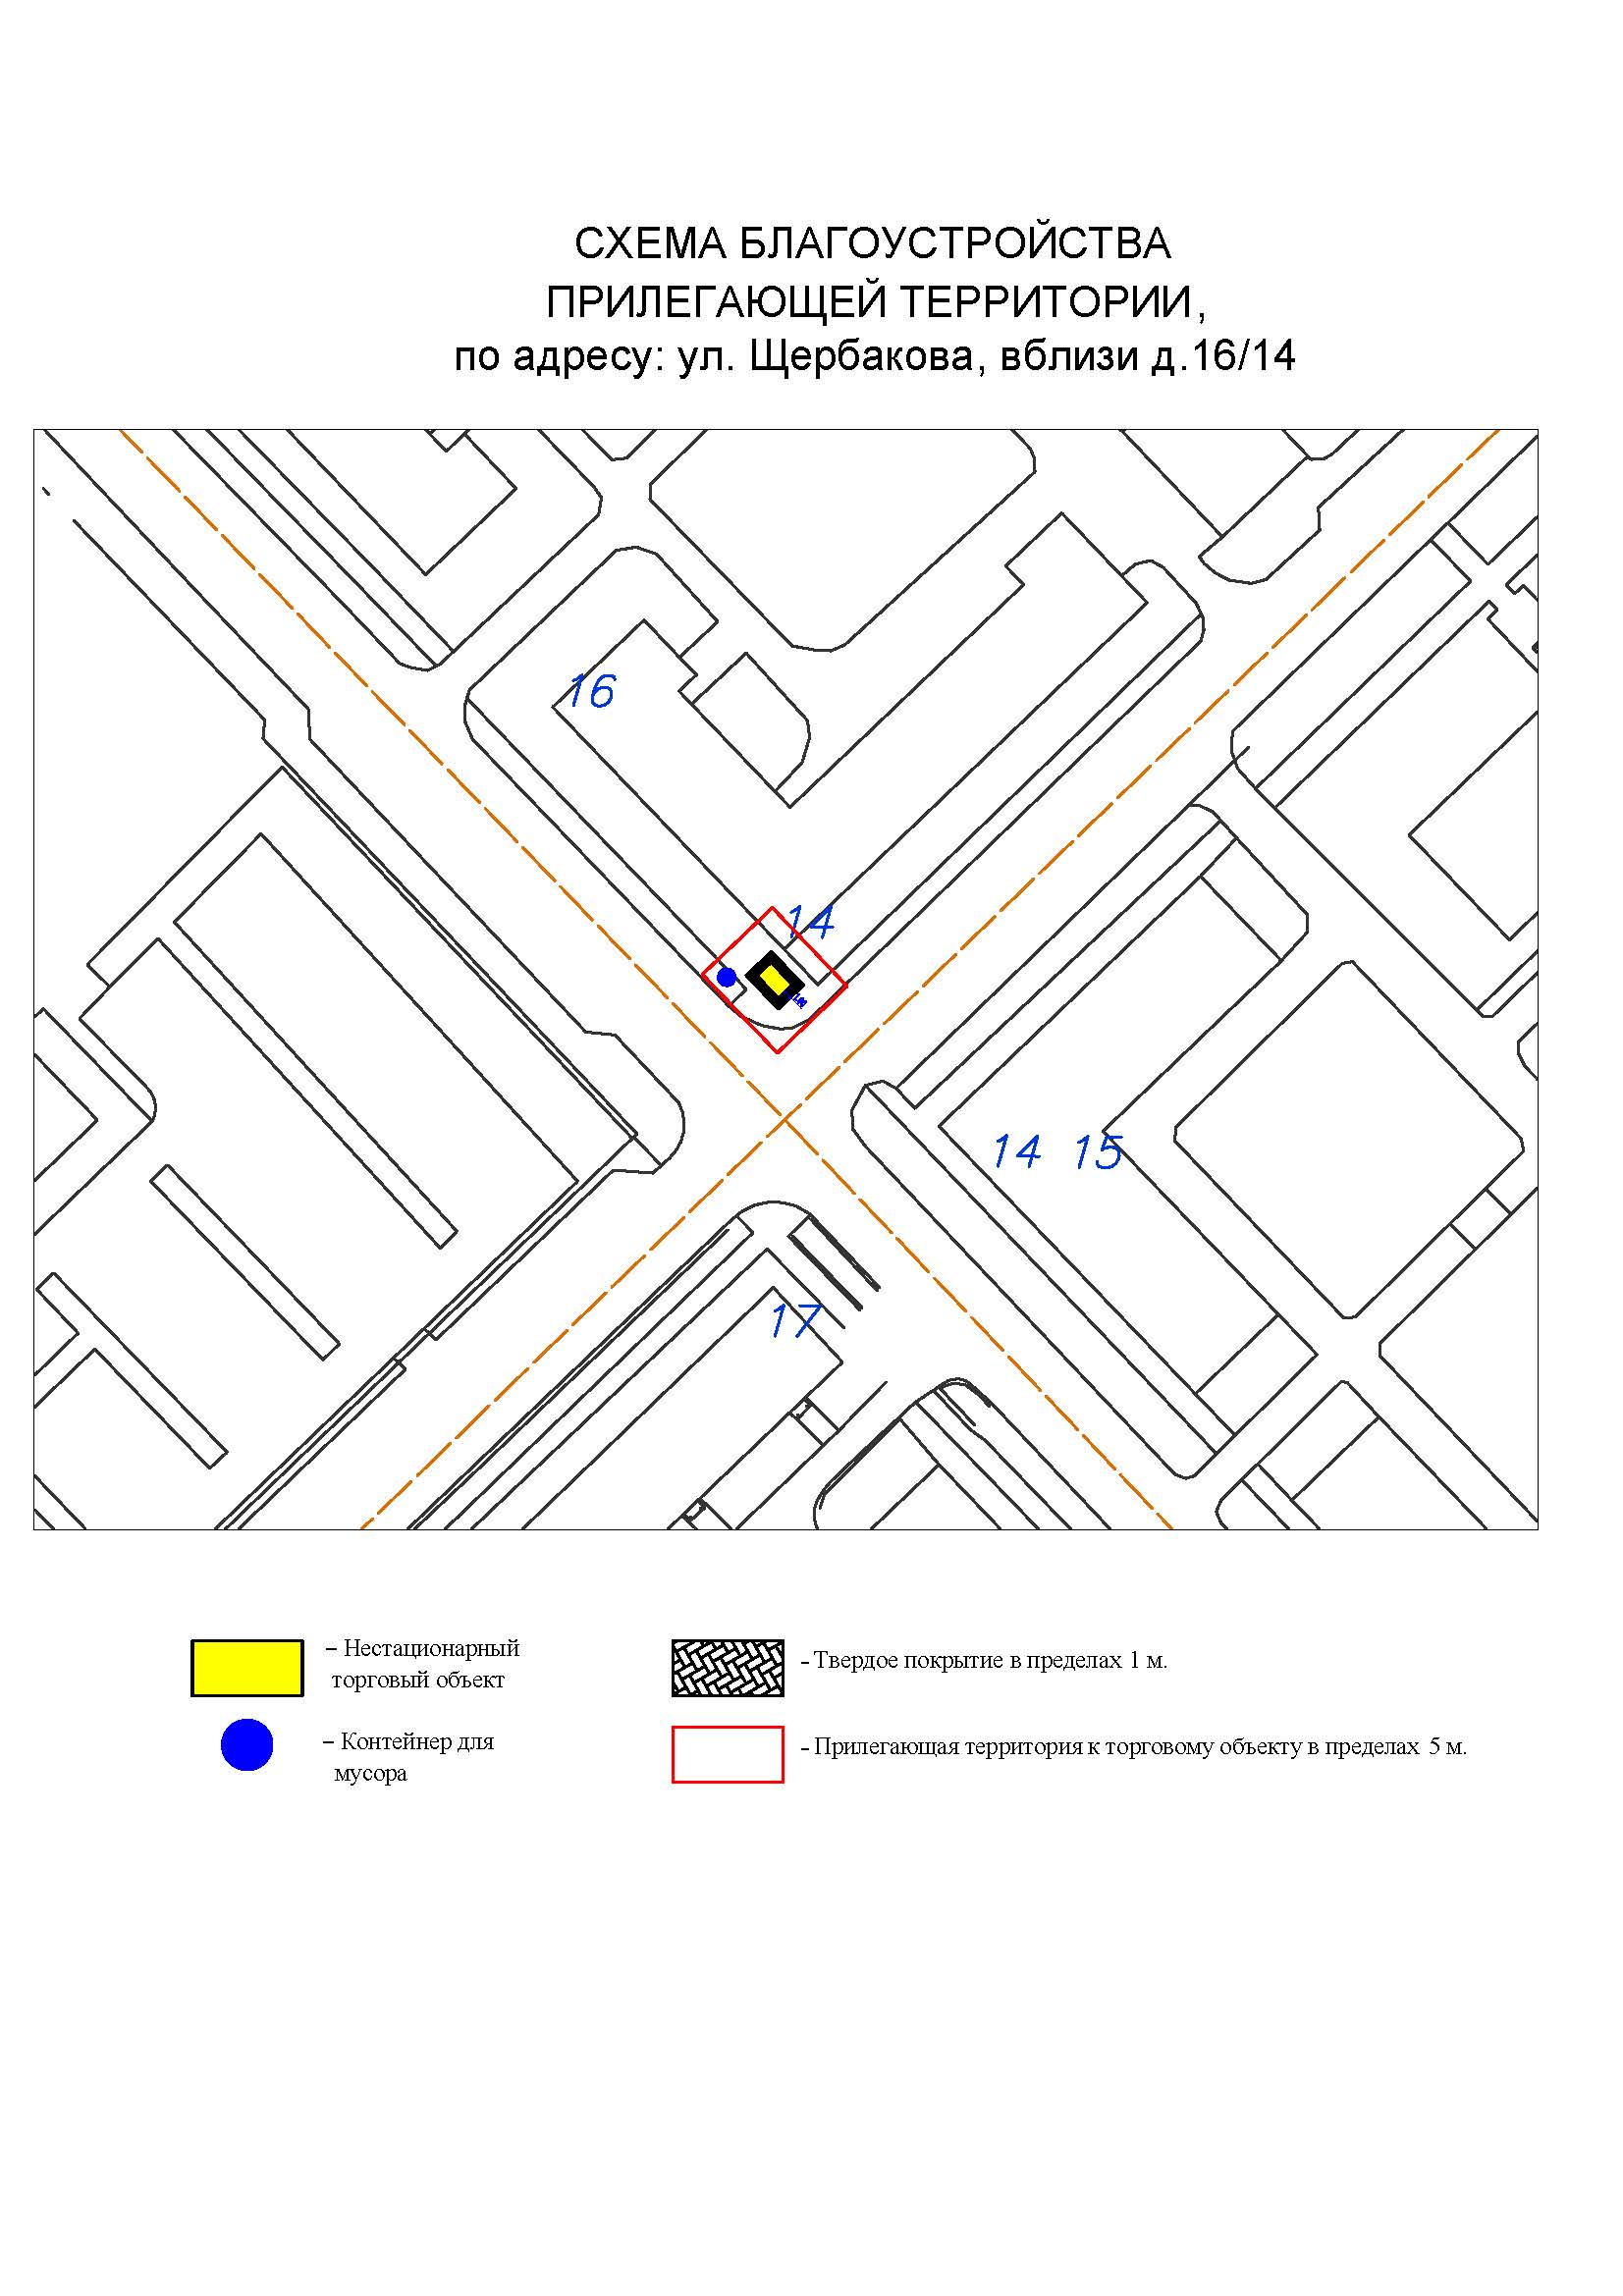 СХЕМА БЛАГОУСТРОЙСТВА
ПРИЛЕГАЮЩЕЙ ТЕРРИТОРИИ,
по адресу: ул. Щербакова, вблизи д.16/14
16
14
14 15
17
– Нестационарный
торговый объект
– Контейнер для
мусора
– Твердое покрытие в пределах 1 м.
– Прилегающая территория к торговому объекту в пределах 5 м.